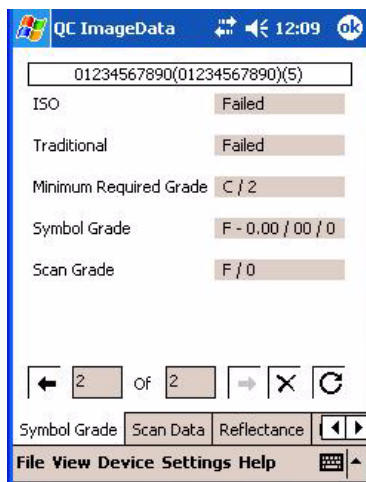 QC ImageData 12:09 ok
01234567890(01234567890)(5)
ISO Failed
Traditional Failed
Minimum Required Grade C / 2
Symbol Grade F - 0.00 / 00 / 0
Scan Grade F / 0
2 Of 2
Symbol Grade Scan Data Reflectance
File View Device Settings Help